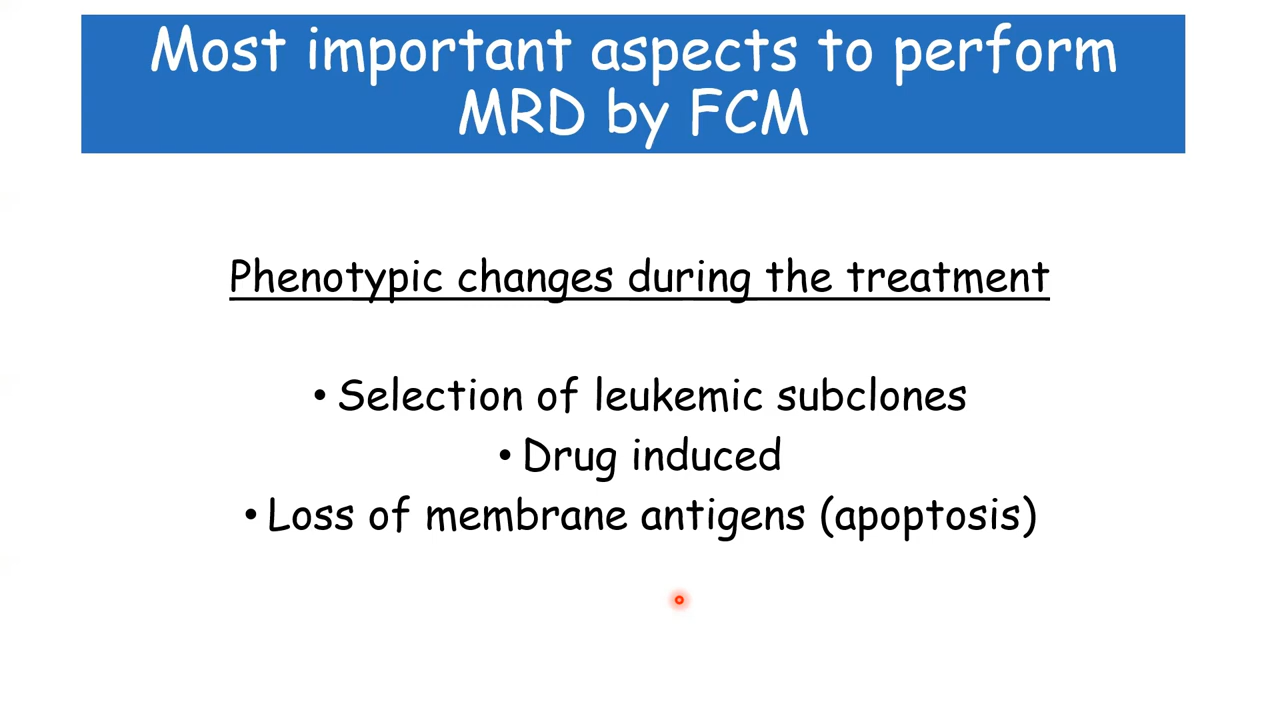 Most important aspects to perform
MRD by FCM
Phenotypic changes during the treatment
• Selection of leukemic subclones
• Drug induced
• Loss of membrane antigens (apoptosis)